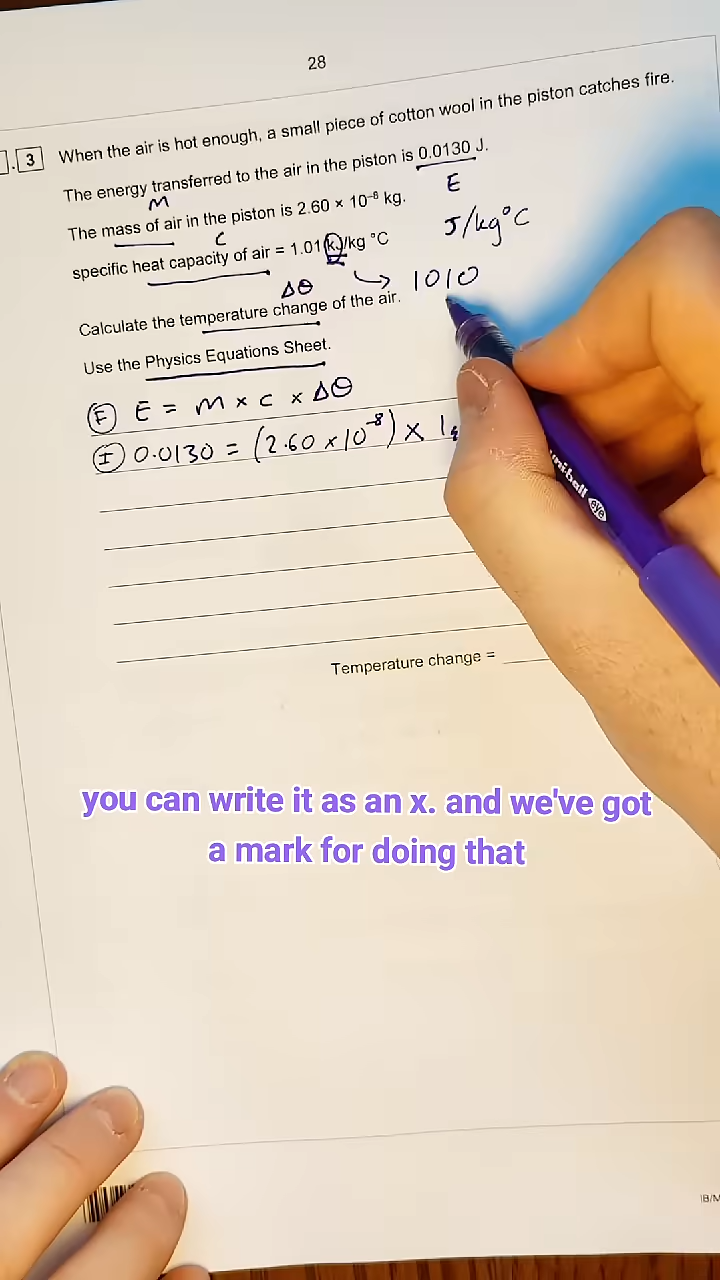 28
.3 When the air is hot enough, a small piece of cotton wool in the piston catches fire.
The energy transferred to the air in the piston is 0.0130 J.
M E
The mass of air in the piston is 2.60 × 10⁻⁸ kg.
C J/kg°C
specific heat capacity of air = 1.01 kJ/kg °C
Δθ → 1010
Calculate the temperature change of the air.
Use the Physics Equations Sheet.
(F) E = m × c × Δθ
(I) 0.0130 = (2.60 × 10⁻⁸) × 1
Temperature change =
uni-ball eye
you can write it as an x. and we've got
a mark for doing that
IB/M